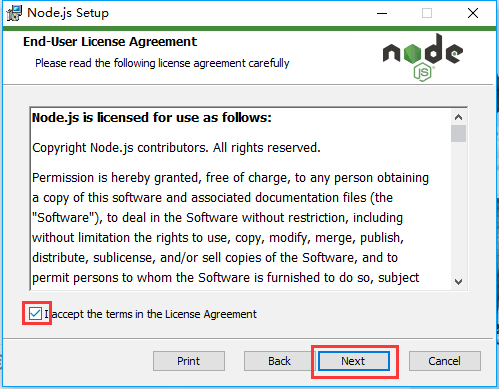 Node.js Setup
End-User License Agreement
Please read the following license agreement carefully
node
JS
Node.js is licensed for use as follows:
Copyright Node.js contributors. All rights reserved.
Permission is hereby granted, free of charge, to any person obtaining
a copy of this software and associated documentation files (the
"Software"), to deal in the Software without restriction, including
without limitation the rights to use, copy, modify, merge, publish,
distribute, sublicense, and/or sell copies of the Software, and to
permit persons to whom the Software is furnished to do so, subject
I accept the terms in the License Agreement
Print
Back
Next
Cancel